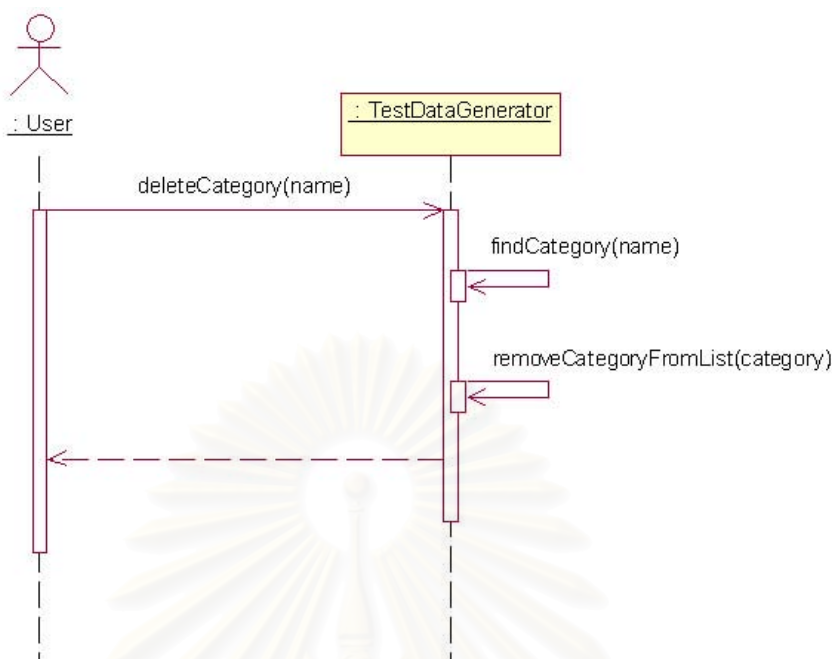 : User
: TestDataGenerator
deleteCategory(name)
findCategory(name)
removeCategoryFromList(category)